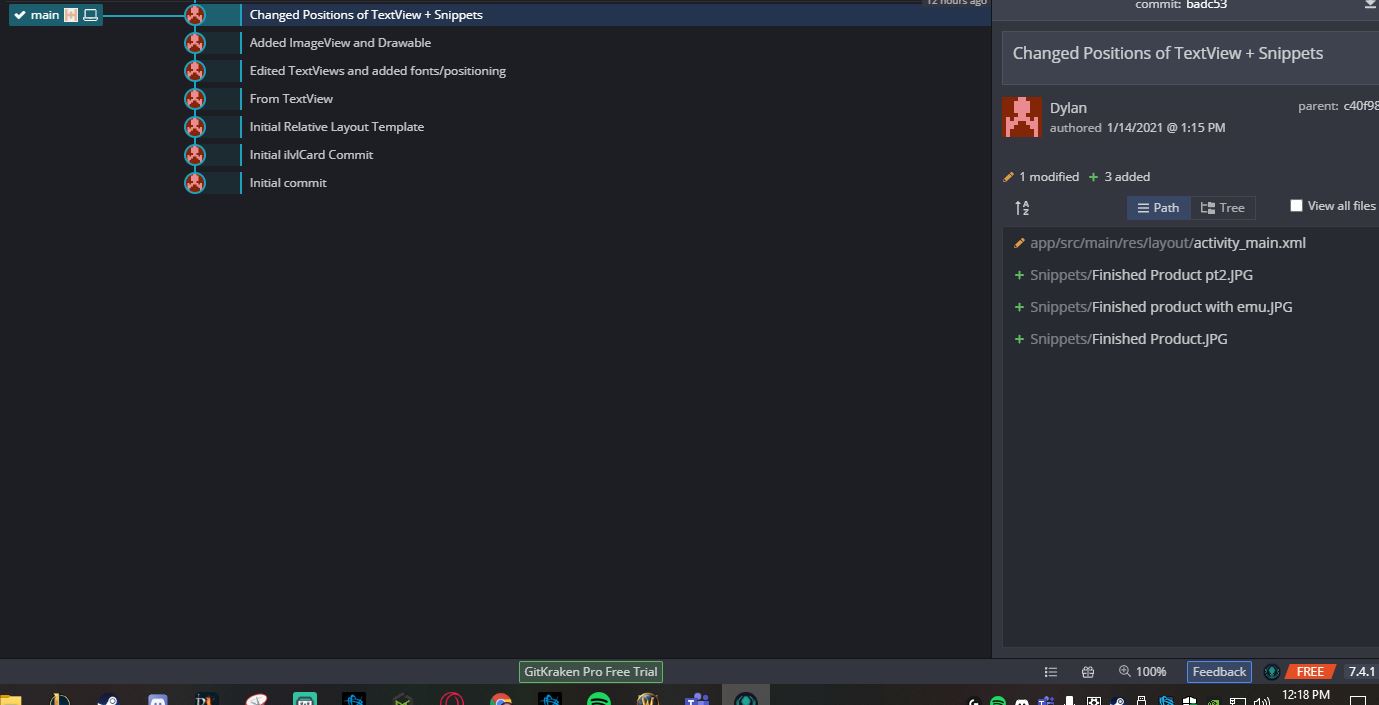 12 hours ago
commit: badc53
main
Changed Positions of TextView + Snippets
Added ImageView and Drawable
Edited TextViews and added fonts/positioning
From TextView
Initial Relative Layout Template
Initial ilvlCard Commit
Initial commit
Changed Positions of TextView + Snippets
Dylan
parent: c40f98
authored 1/14/2021 @ 1:15 PM
1 modified + 3 added
Path Tree View all files
app/src/main/res/layout/activity_main.xml
+ Snippets/Finished Product pt2.JPG
+ Snippets/Finished product with emu.JPG
+ Snippets/Finished Product.JPG
GitKraken Pro Free Trial
100%
Feedback
FREE
7.4.1
12:18 PM